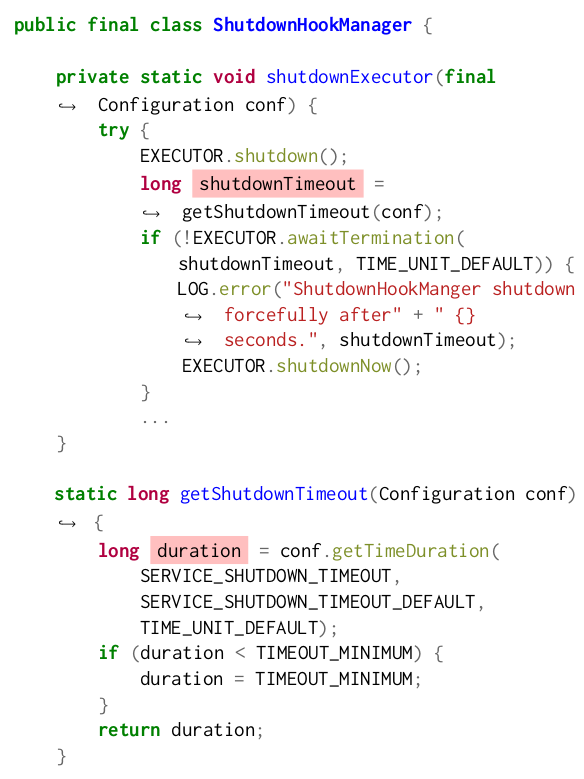 public final class ShutdownHookManager {
private static void shutdownExecutor(final
↪ Configuration conf) {
try {
EXECUTOR.shutdown();
long shutdownTimeout =
↪ getShutdownTimeout(conf);
if (!EXECUTOR.awaitTermination(
shutdownTimeout, TIME_UNIT_DEFAULT)) {
LOG.error("ShutdownHookManger shutdown
↪ forcefully after" + " {}
↪ seconds.", shutdownTimeout);
EXECUTOR.shutdownNow();
}
...
}
static long getShutdownTimeout(Configuration conf)
↪ {
long duration = conf.getTimeDuration(
SERVICE_SHUTDOWN_TIMEOUT,
SERVICE_SHUTDOWN_TIMEOUT_DEFAULT,
TIME_UNIT_DEFAULT);
if (duration < TIMEOUT_MINIMUM) {
duration = TIMEOUT_MINIMUM;
}
return duration;
}